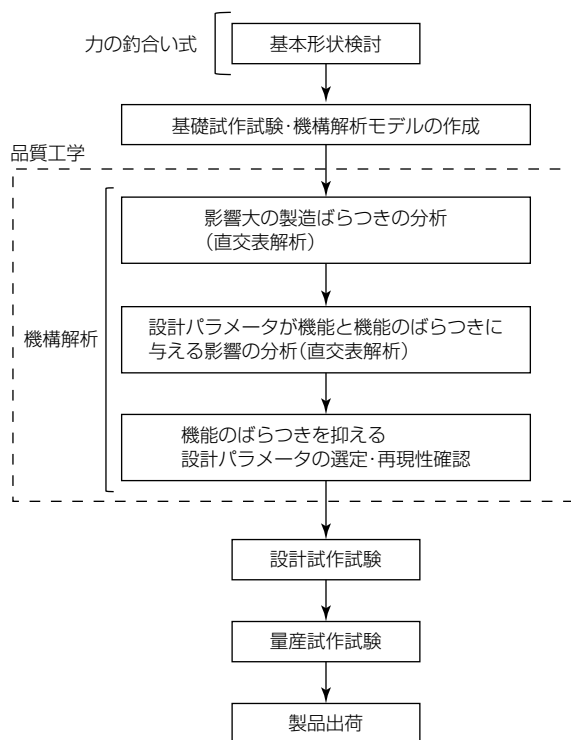 力の釣合い式
基本形状検討
基礎試作試験・機構解析モデルの作成
品質工学
影響大の製造ばらつきの分析
(直交表解析)
機構解析
設計パラメータが機能と機能のばらつきに
与える影響の分析(直交表解析)
機能のばらつきを抑える
設計パラメータの選定・再現性確認
設計試作試験
量産試作試験
製品出荷